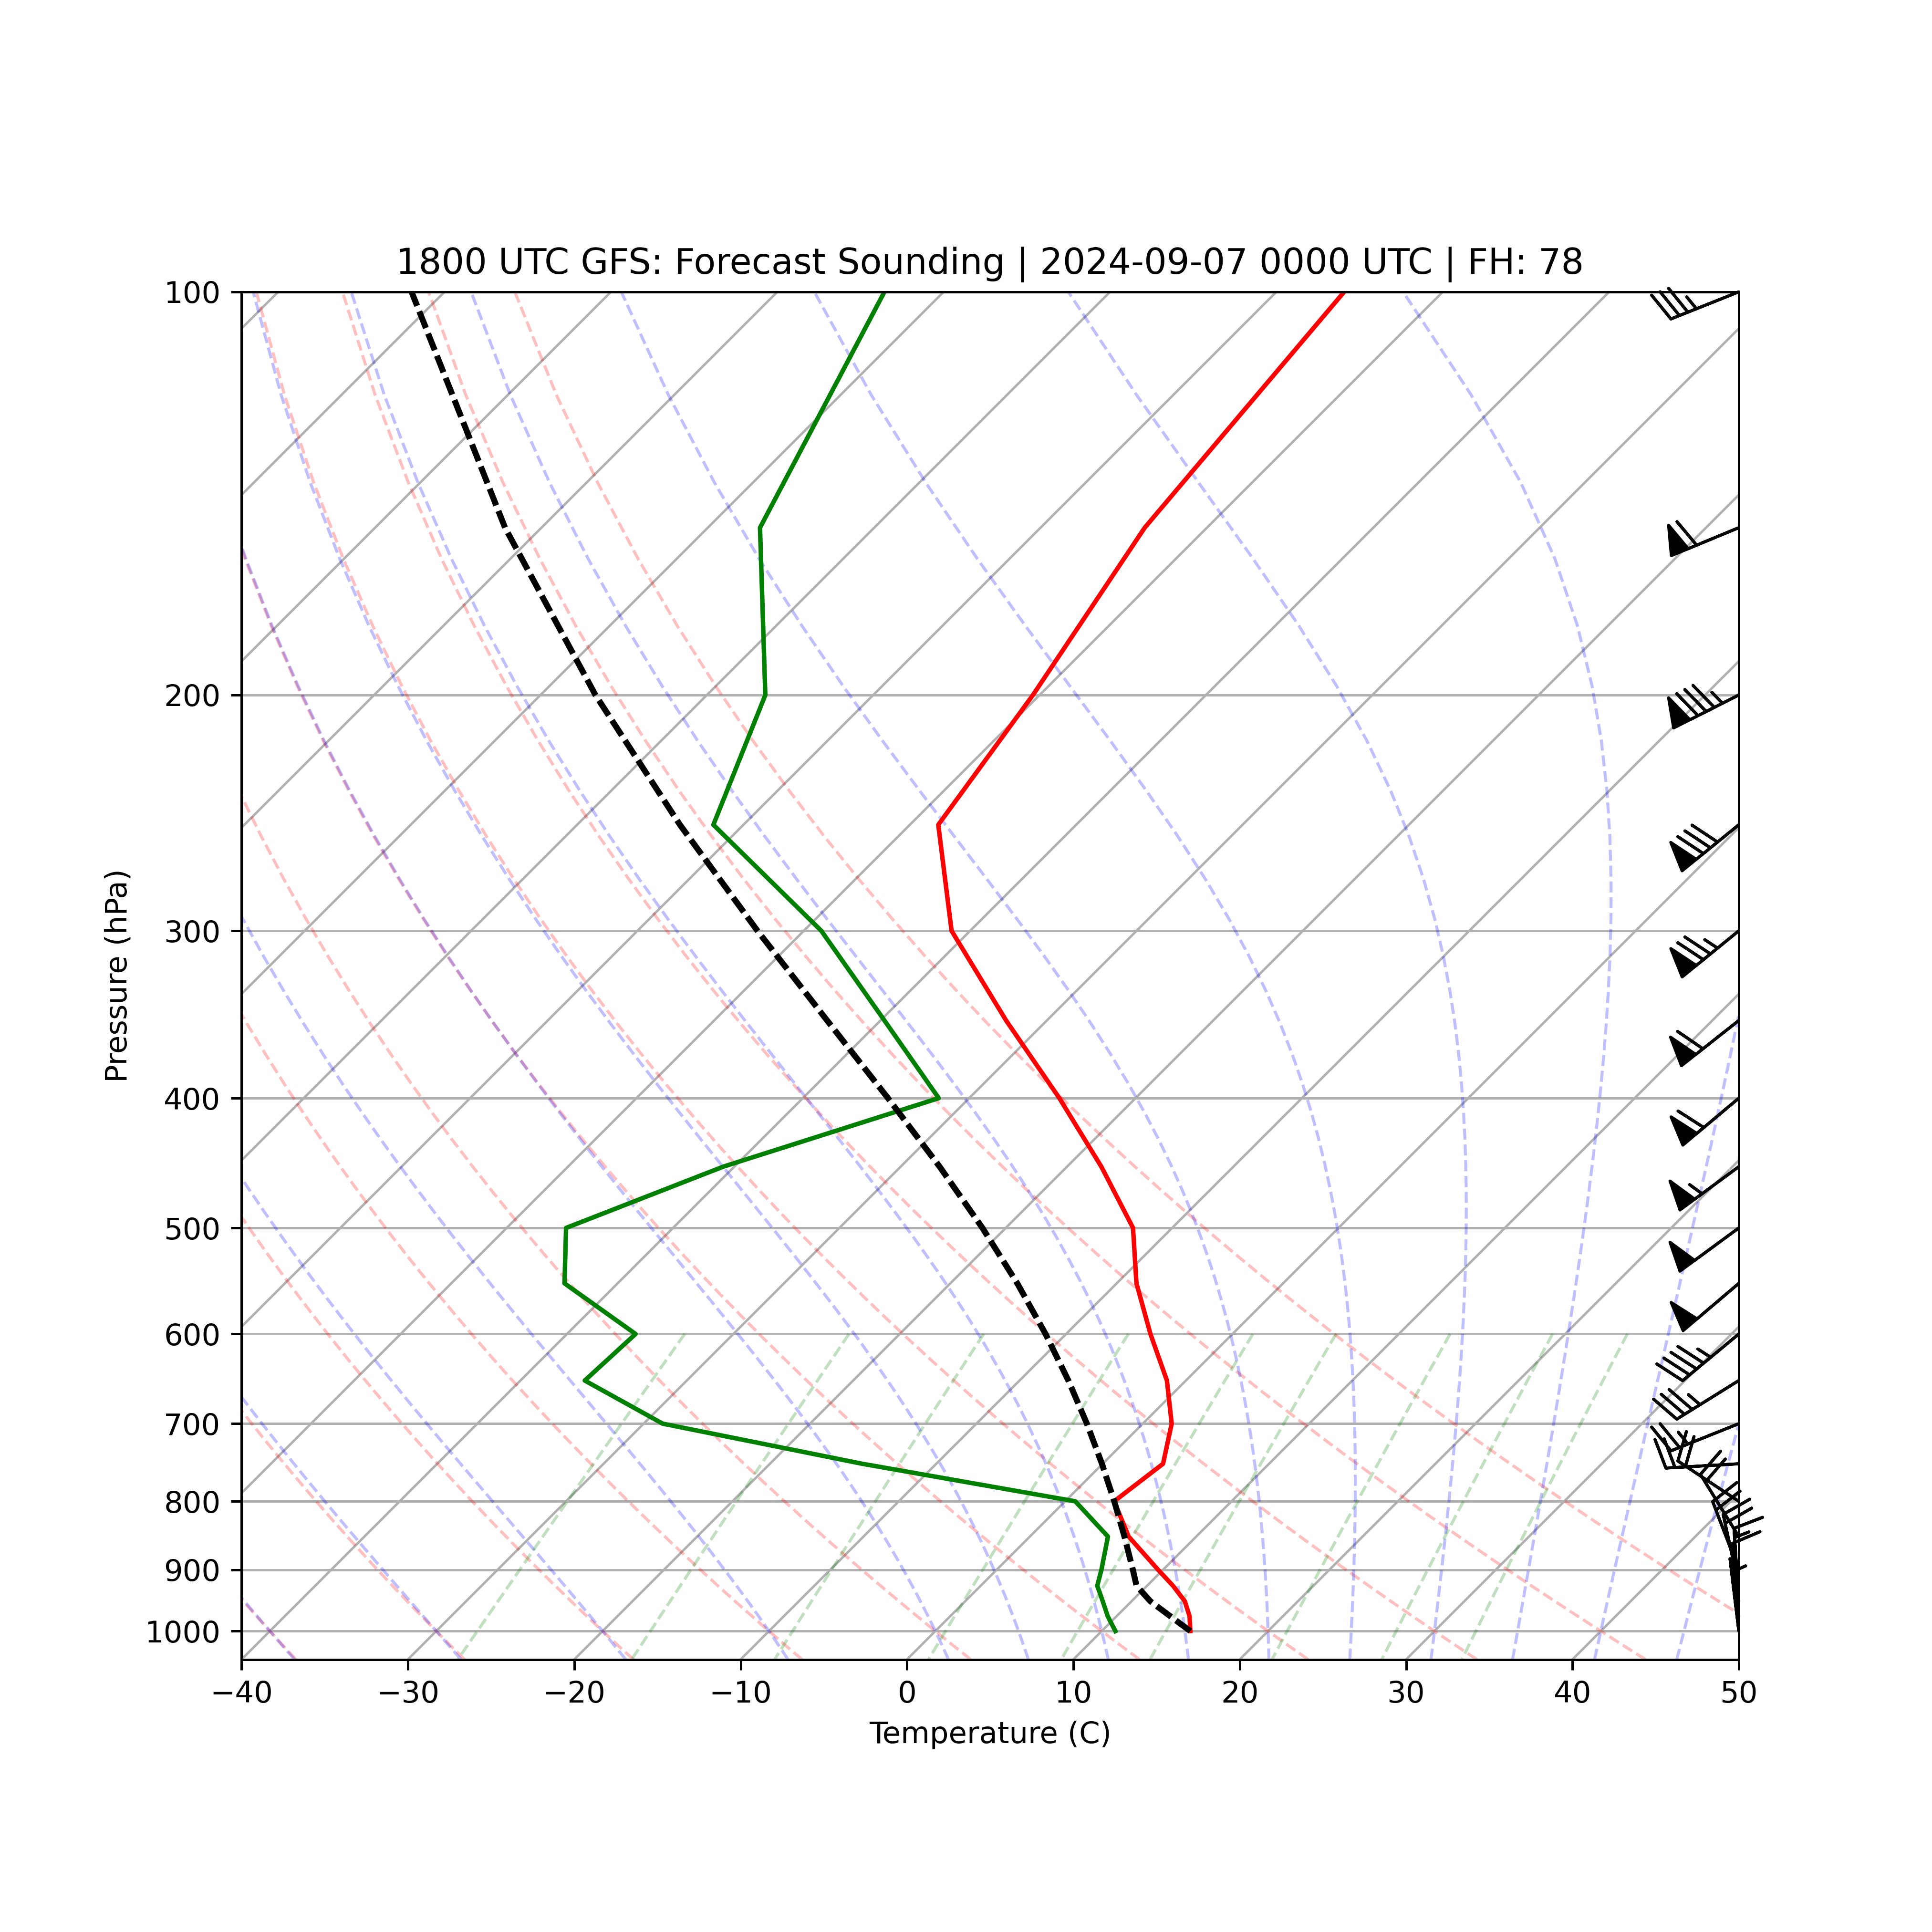 1800 UTC GFS: Forecast Sounding | 2024-09-07 0000 UTC | FH: 78
100
200
300
400
500
600
700
800
900
1000
Pressure (hPa)
−40 −30 −20 −10 0 10 20 30 40 50
Temperature (C)